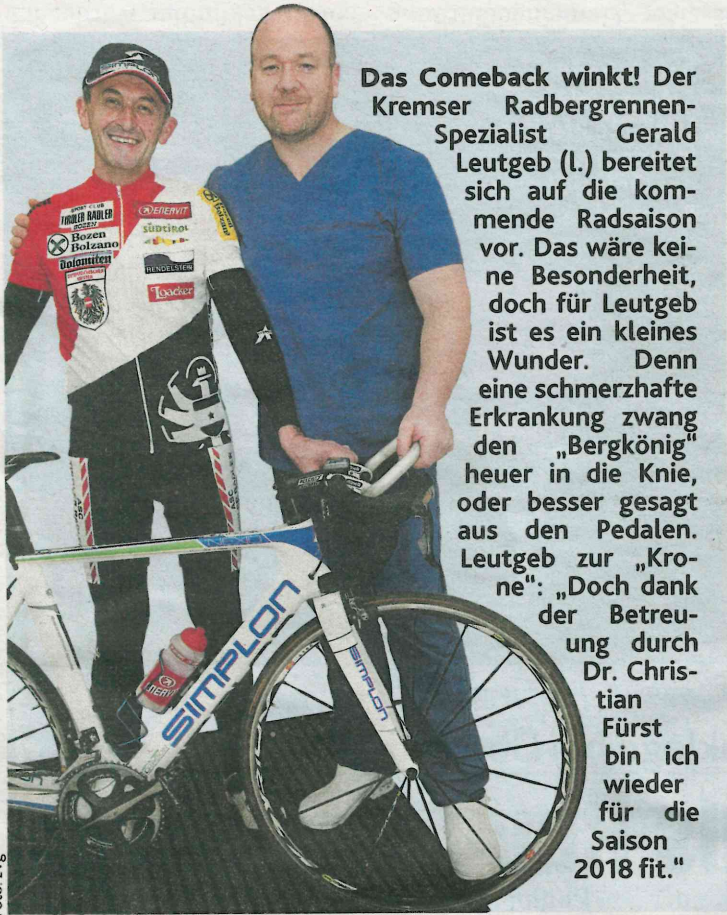 Das Comeback winkt! Der
Kremser Radbergrennen-
Spezialist Gerald
Leutgeb (l.) bereitet
sich auf die kom-
mende Radsaison
vor. Das wäre kei-
ne Besonderheit,
doch für Leutgeb
ist es ein kleines
Wunder. Denn
eine schmerzhafte
Erkrankung zwang
den „Bergkönig"
heuer in die Knie,
oder besser gesagt
aus den Pedalen.
Leutgeb zur „Kro-
ne": „Doch dank
der Betreu-
ung durch
Dr. Chris-
tian
Fürst
bin ich
wieder
für die
Saison
2018 fit."
SIMPLON
SPORT CLUB
TIROLER RADLER
BOZEN
Bozen
Bolzano
Dolomiten
ENERVIT
SÜDTIROL
RENDELSTEIN
Loacker
ASC
SIMPLON
SIMPLON
ENERVIT